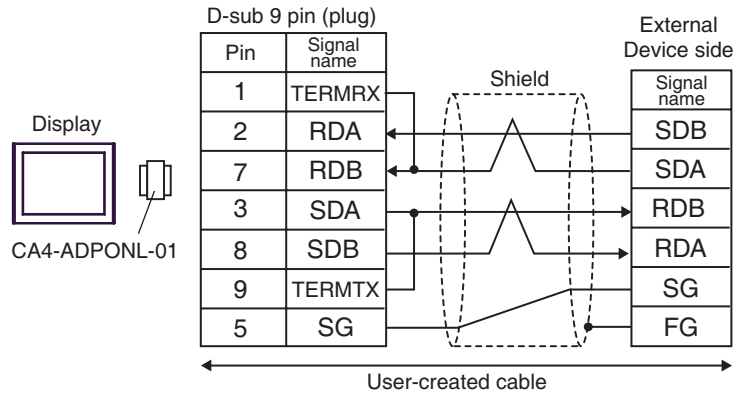 D-sub 9 pin (plug)
External
Device side
Pin Signal name
Signal name
Shield
1 TERMRX
Display
2 RDA SDB
7 RDB SDA
3 SDA RDB
CA4-ADPONL-01
8 SDB RDA
9 TERMTX SG
5 SG FG
User-created cable